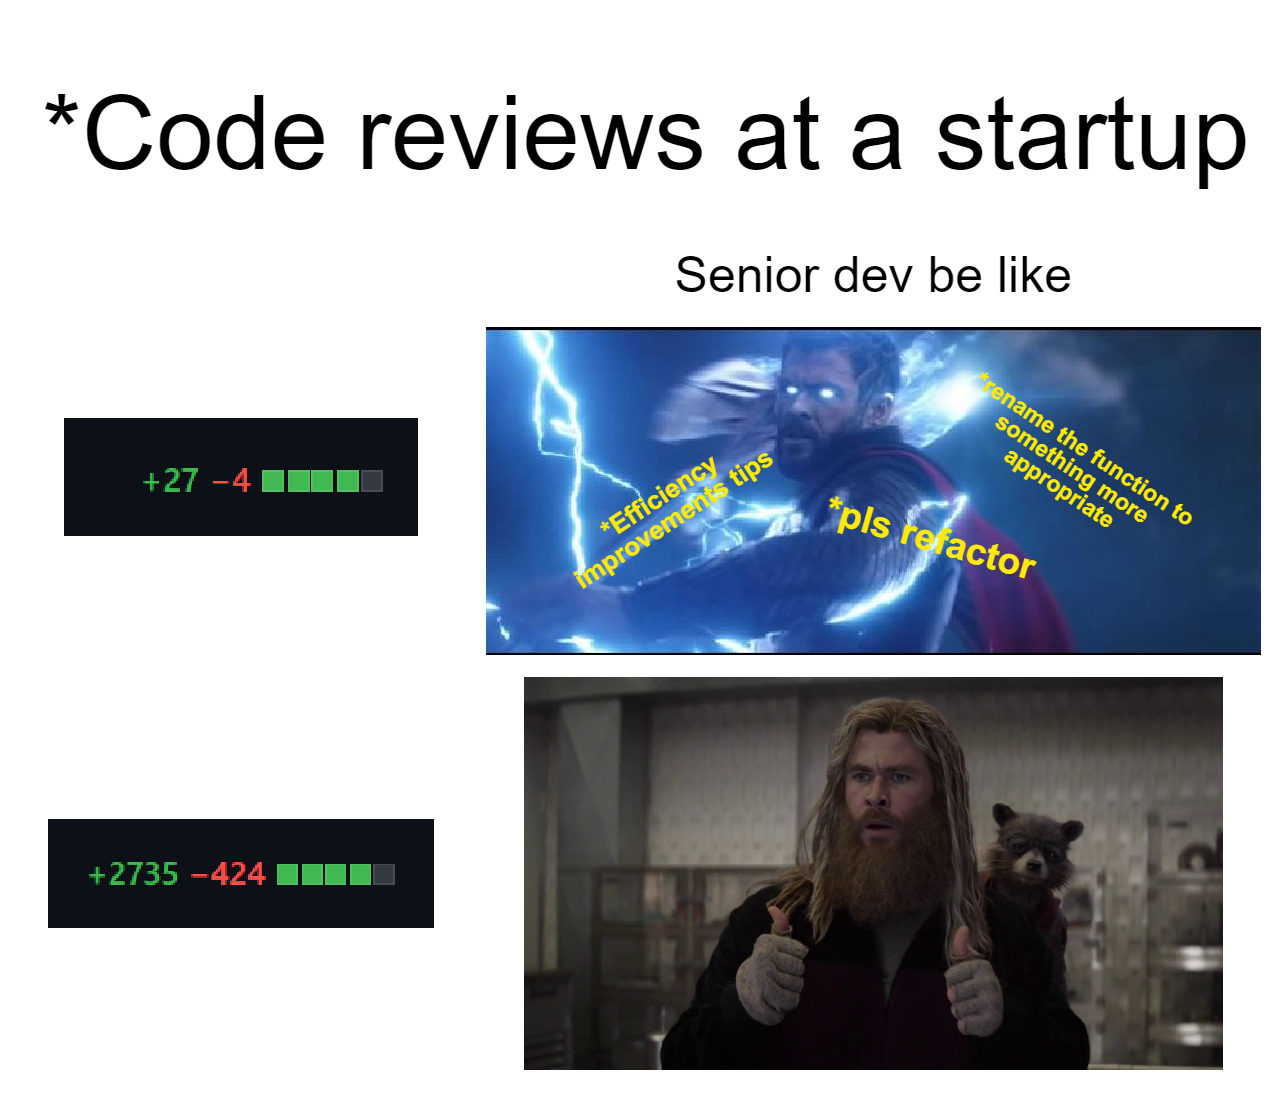 *Code reviews at a startup
Senior dev be like
+27 −4
*Efficiency
improvements tips
*pls refactor
*rename the function to
something more
appropriate
+2735 −424